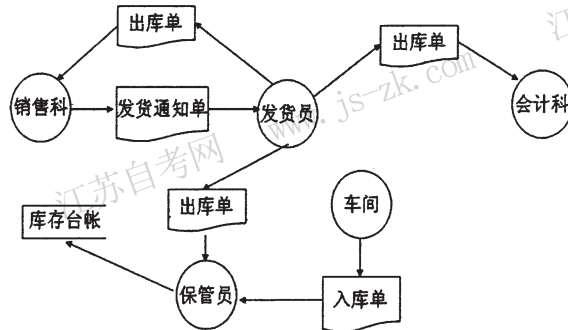 出库单
出库单
销售科
发货通知单
发货员
会计科
www.js-zk.com
江苏自考网
出库单
车间
库存台帐
保管员
入库单
江